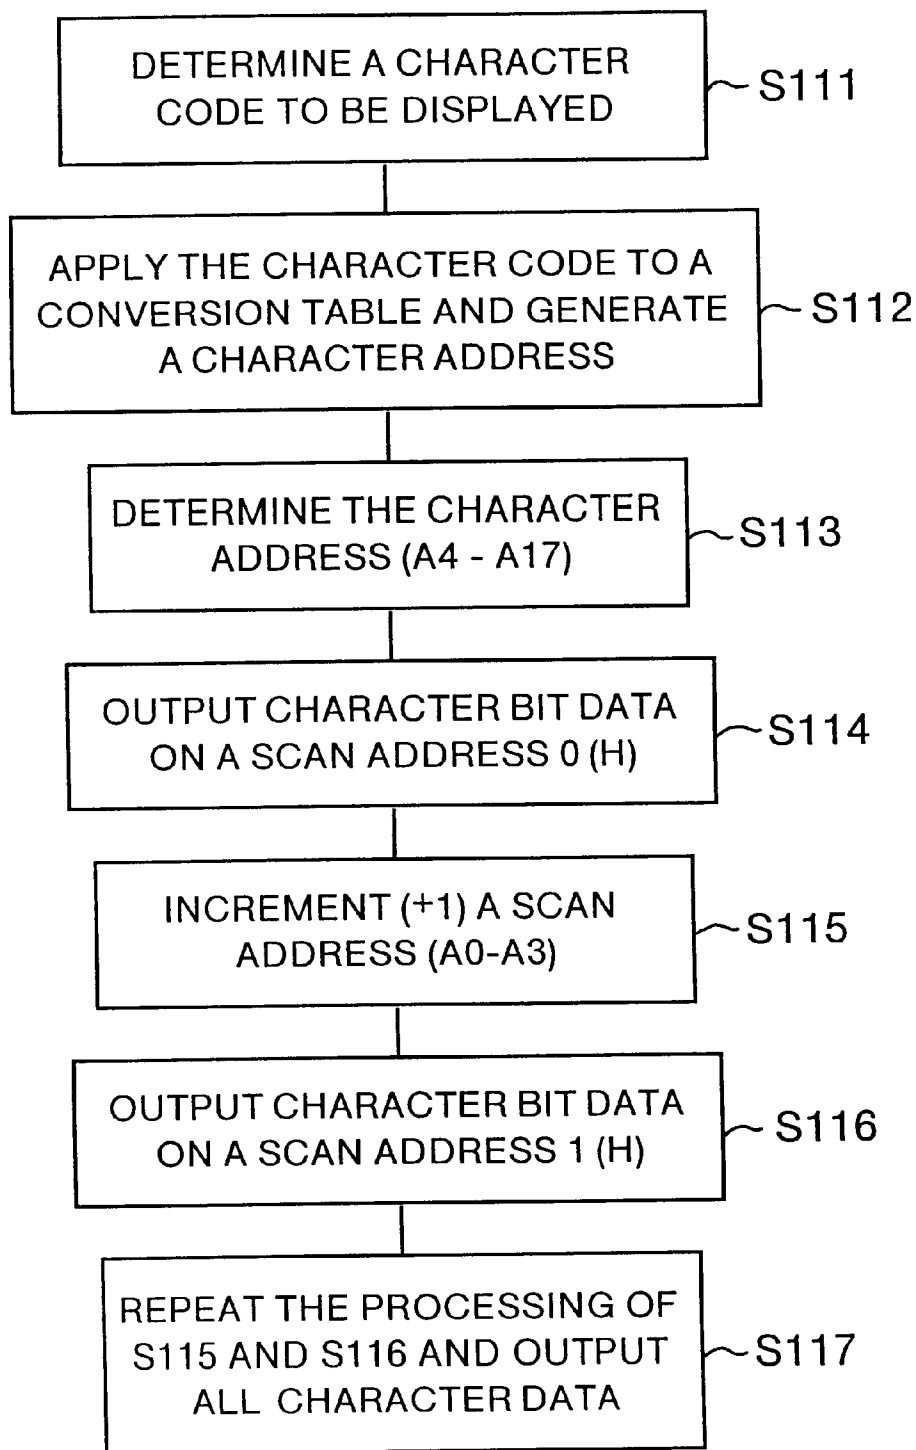 DETERMINE A CHARACTER
CODE TO BE DISPLAYED
S111
APPLY THE CHARACTER CODE TO A
CONVERSION TABLE AND GENERATE
A CHARACTER ADDRESS
S112
DETERMINE THE CHARACTER
ADDRESS (A4 - A17)
S113
OUTPUT CHARACTER BIT DATA
ON A SCAN ADDRESS 0 (H)
S114
INCREMENT (+1) A SCAN
ADDRESS (A0-A3)
S115
OUTPUT CHARACTER BIT DATA
ON A SCAN ADDRESS 1 (H)
S116
REPEAT THE PROCESSING OF
S115 AND S116 AND OUTPUT
ALL CHARACTER DATA
S117